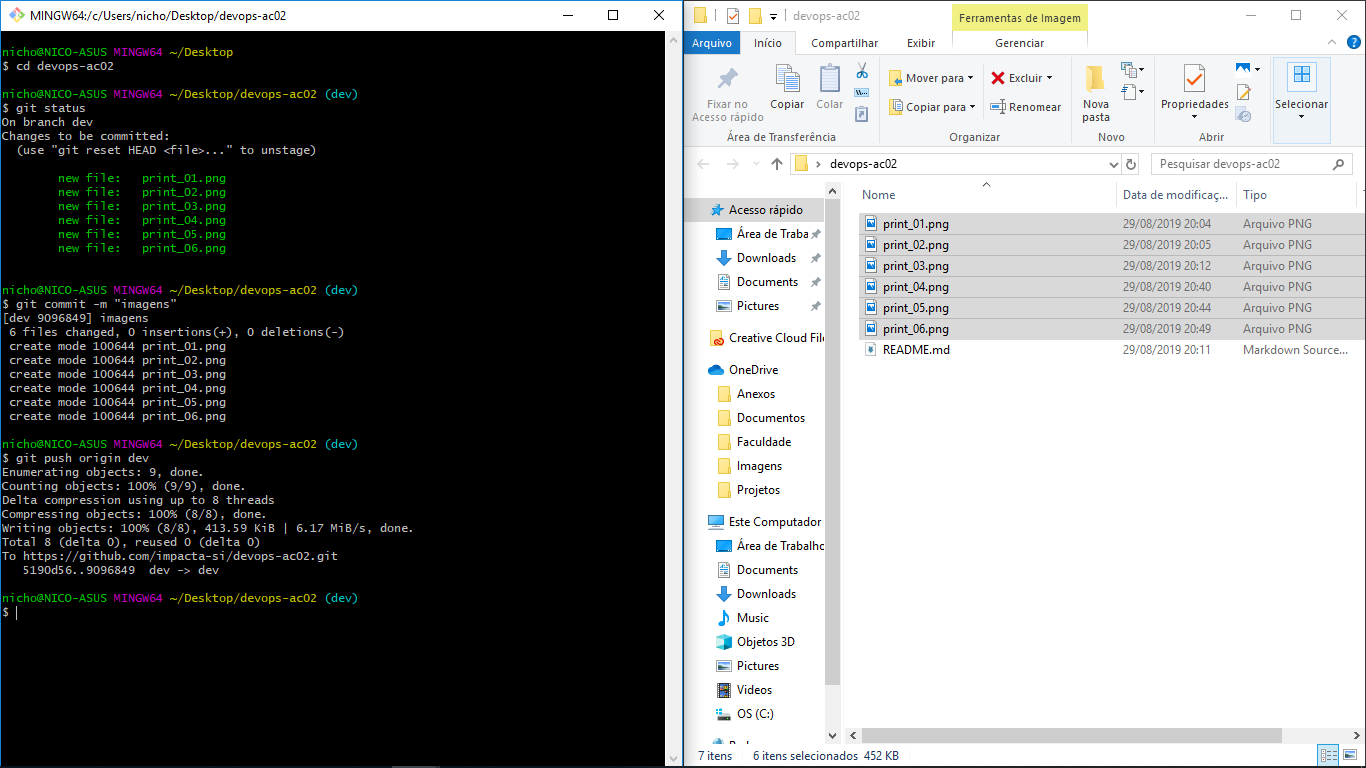 MINGW64:/c/Users/nicho/Desktop/devops-ac02
nicho@NICO-ASUS MINGW64 ~/Desktop
$ cd devops-ac02
nicho@NICO-ASUS MINGW64 ~/Desktop/devops-ac02 (dev)
$ git status
On branch dev
Changes to be committed:
  (use "git reset HEAD <file>..." to unstage)
        new file:   print_01.png
        new file:   print_02.png
        new file:   print_03.png
        new file:   print_04.png
        new file:   print_05.png
        new file:   print_06.png
nicho@NICO-ASUS MINGW64 ~/Desktop/devops-ac02 (dev)
$ git commit -m "imagens"
[dev 9096849] imagens
 6 files changed, 0 insertions(+), 0 deletions(-)
 create mode 100644 print_01.png
 create mode 100644 print_02.png
 create mode 100644 print_03.png
 create mode 100644 print_04.png
 create mode 100644 print_05.png
 create mode 100644 print_06.png
nicho@NICO-ASUS MINGW64 ~/Desktop/devops-ac02 (dev)
$ git push origin dev
Enumerating objects: 9, done.
Counting objects: 100% (9/9), done.
Delta compression using up to 8 threads
Compressing objects: 100% (8/8), done.
Writing objects: 100% (8/8), 413.59 KiB | 6.17 MiB/s, done.
Total 8 (delta 0), reused 0 (delta 0)
To https://github.com/impacta-si/devops-ac02.git
   5190d56..9096849  dev -> dev
nicho@NICO-ASUS MINGW64 ~/Desktop/devops-ac02 (dev)
$
devops-ac02
Ferramentas de Imagem
Arquivo Início Compartilhar Exibir Gerenciar
Fixar no Acesso rápido
Copiar
Colar
Área de Transferência
Mover para
Copiar para
Excluir
Renomear
Organizar
Nova pasta
Novo
Propriedades
Abrir
Selecionar
devops-ac02
Pesquisar devops-ac02
Acesso rápido
Área de Traba
Downloads
Documents
Pictures
Creative Cloud File
OneDrive
Anexos
Documentos
Faculdade
Imagens
Projetos
Este Computador
Área de Trabalho
Documents
Downloads
Music
Objetos 3D
Pictures
Videos
OS (C:)
Nome Data de modificaç... Tipo
print_01.png 29/08/2019 20:04 Arquivo PNG
print_02.png 29/08/2019 20:05 Arquivo PNG
print_03.png 29/08/2019 20:12 Arquivo PNG
print_04.png 29/08/2019 20:40 Arquivo PNG
print_05.png 29/08/2019 20:44 Arquivo PNG
print_06.png 29/08/2019 20:49 Arquivo PNG
README.md 29/08/2019 20:11 Markdown Source...
7 itens 6 itens selecionados 452 KB